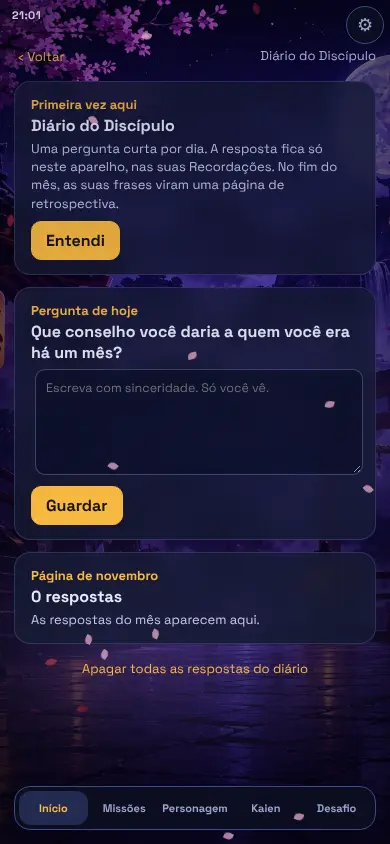 21:01
‹ Voltar
Diário do Discípulo
Primeira vez aqui
Diário do Discípulo
Uma pergunta curta por dia. A resposta fica só
neste aparelho, nas suas Recordações. No fim do
mês, as suas frases viram uma página de
retrospectiva.
Entendi
Pergunta de hoje
Que conselho você daria a quem você era
há um mês?
Escreva com sinceridade. Só você vê.
Guardar
Página de novembro
0 respostas
As respostas do mês aparecem aqui.
Apagar todas as respostas do diário
Início
Missões
Personagem
Kaien
Desafio